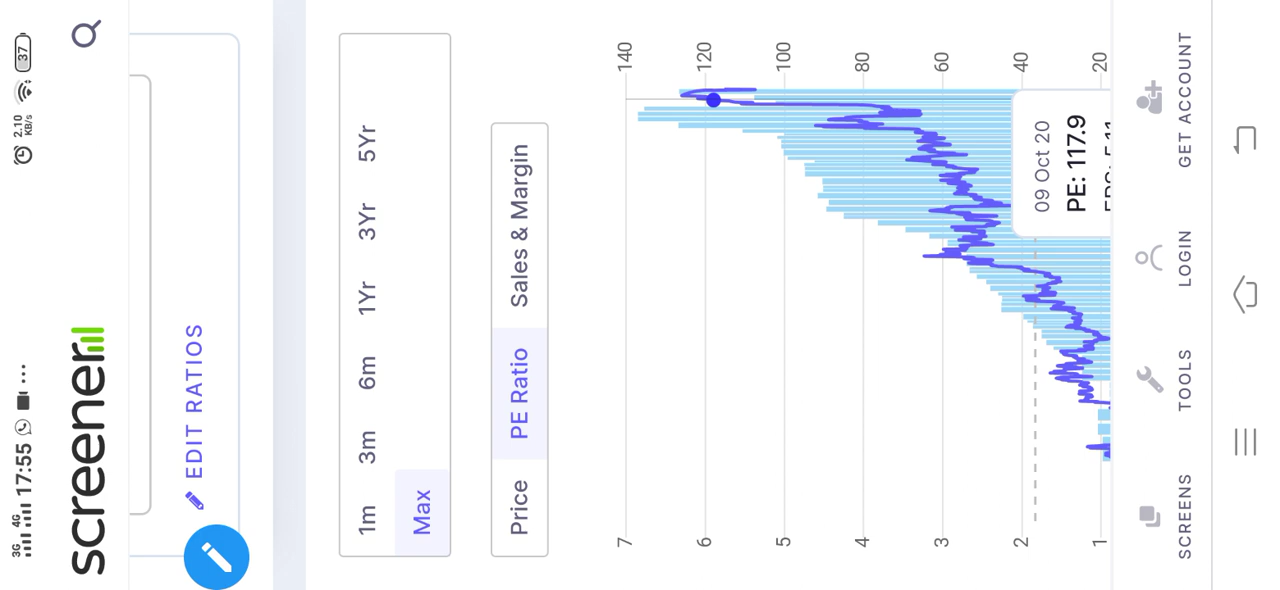 3G 4G 17:55 ... 2.10 KB/s 37
screener
EDIT RATIOS
1m 3m 6m 1Yr 3Yr 5Yr
Max
Price PE Ratio Sales & Margin
7 140
6 120
5 100
4 80
3 60
2 40
1 20
09 Oct 20
PE: 117.9
SCREENS TOOLS LOGIN GET ACCOUNT